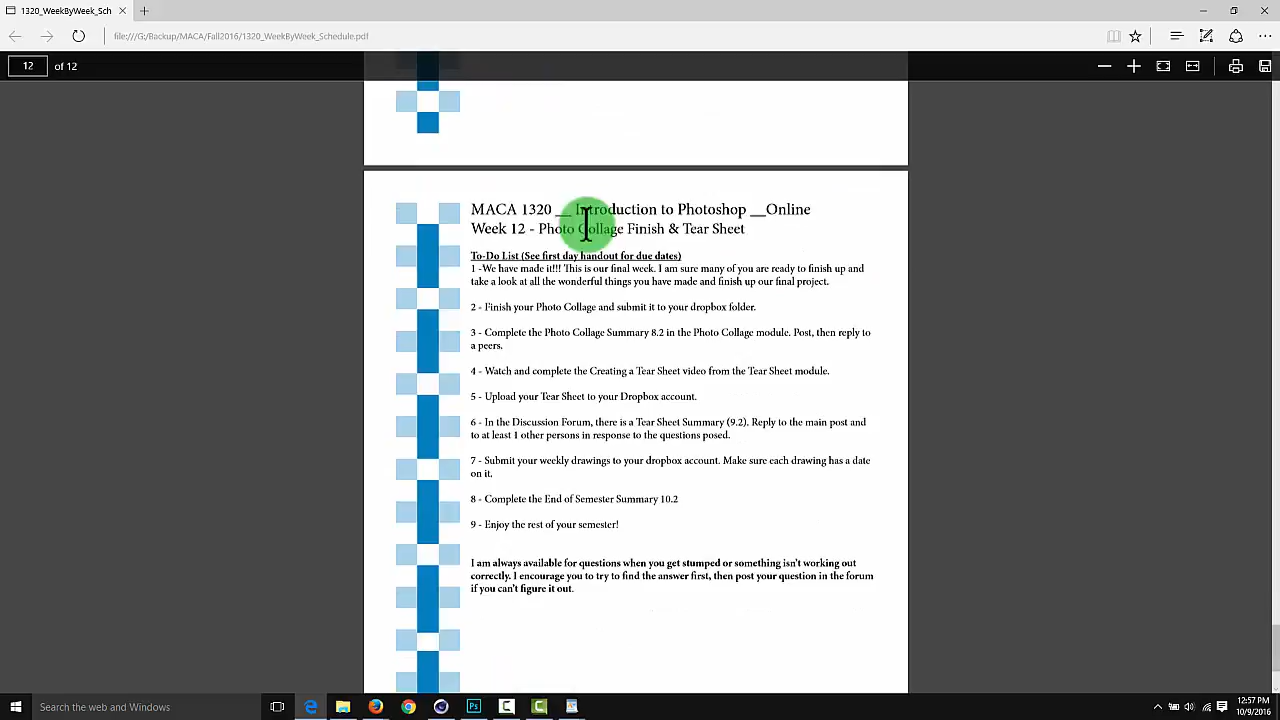 1320_WeekByWeek_Sch
file:///G:/Backup/MACA/Fall2016/1320_WeekByWeek_Schedule.pdf
12 of 12
MACA 1320 __ Introduction to Photoshop __Online
Week 12 - Photo Collage Finish & Tear Sheet
To-Do List (See first day handout for due dates)
1 -We have made it!!! This is our final week. I am sure many of you are ready to finish up and
take a look at all the wonderful things you have made and finish up our final project.
2 - Finish your Photo Collage and submit it to your dropbox folder.
3 - Complete the Photo Collage Summary 8.2 in the Photo Collage module. Post, then reply to
a peers.
4 - Watch and complete the Creating a Tear Sheet video from the Tear Sheet module.
5 - Upload your Tear Sheet to your Dropbox account.
6 - In the Discussion Forum, there is a Tear Sheet Summary (9.2). Reply to the main post and
to at least 1 other persons in response to the questions posed.
7 - Submit your weekly drawings to your dropbox account. Make sure each drawing has a date
on it.
8 - Complete the End of Semester Summary 10.2
9 - Enjoy the rest of your semester!
I am always available for questions when you get stumped or something isn't working out
correctly. I encourage you to try to find the answer first, then post your question in the forum
if you can't figure it out.
Search the web and Windows
Ps
12:57 PM
10/9/2016